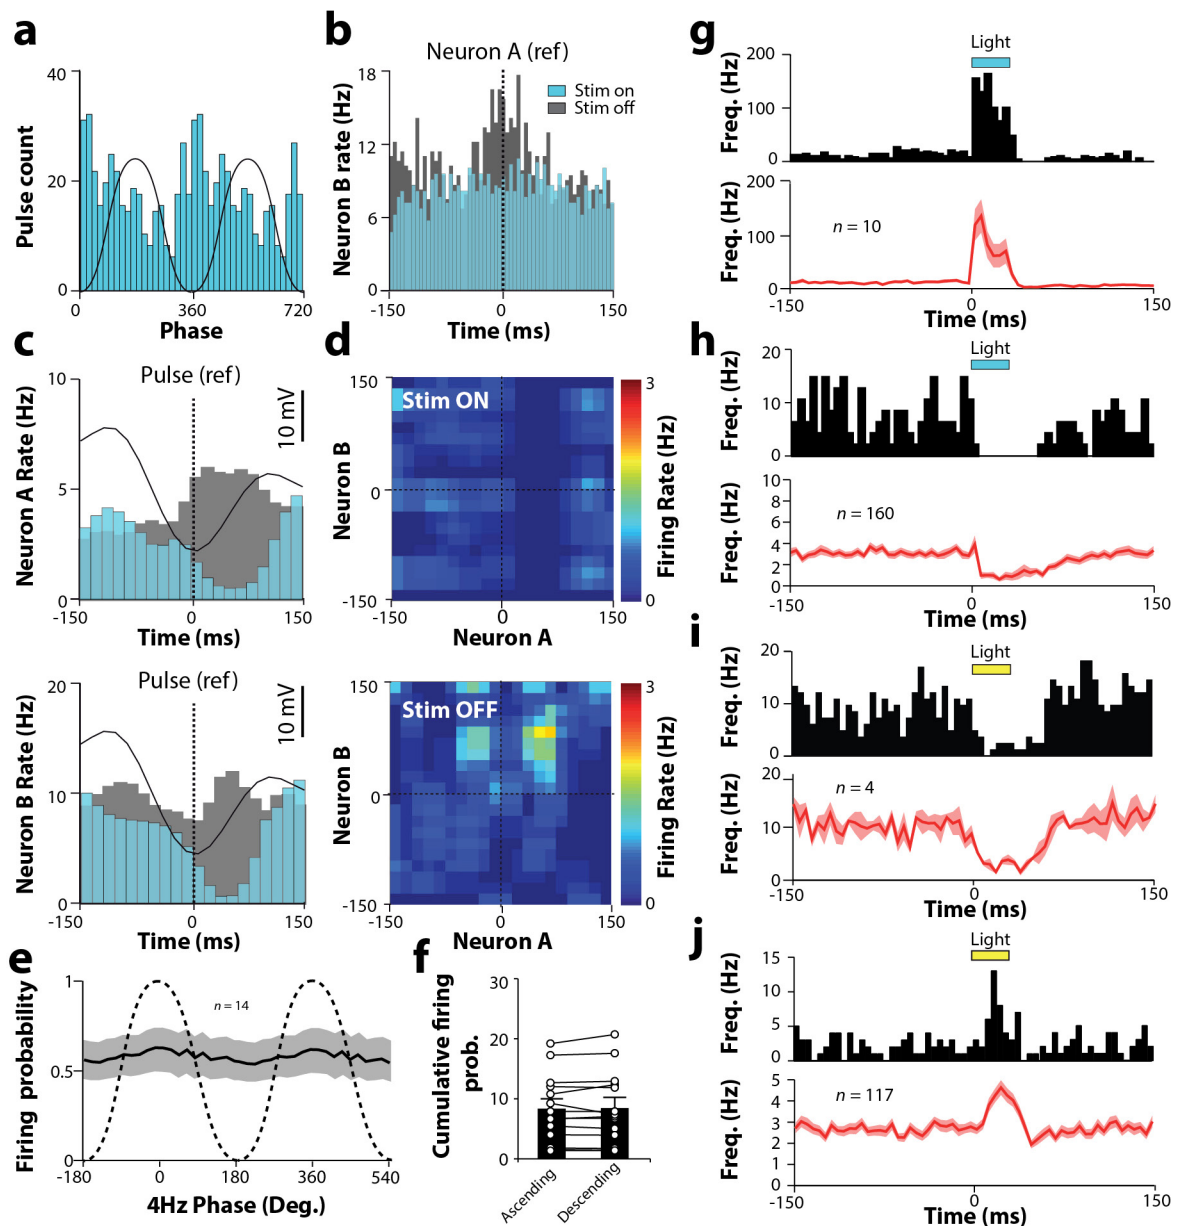 a
40
20
0
Pulse count
0
360
720
Phase
b
Neuron A (ref)
18
12
6
0
Neuron B rate (Hz)
Stim on
Stim off
-150
0
150
Time (ms)
c
Pulse (ref)
10
5
0
Neuron A Rate (Hz)
10 mV
-150
0
150
Time (ms)
Pulse (ref)
20
10
0
Neuron B Rate (Hz)
10 mV
-150
0
150
Time (ms)
d
150
0
-150
Neuron B
Stim ON
3
0
Firing Rate (Hz)
-150
0
150
Neuron A
150
0
-150
Neuron B
Stim OFF
3
0
Firing Rate (Hz)
-150
0
150
Neuron A
e
1
0.5
0
Firing probability
n = 14
-180
0
180
360
540
4Hz Phase (Deg.)
f
30
20
10
0
Cumulative firing
prob.
Ascending
Descending
g
Light
200
100
0
Freq. (Hz)
200
100
0
Freq. (Hz)
n = 10
-150
0
150
Time (ms)
h
Light
20
10
0
Freq. (Hz)
10
8
6
4
2
0
Freq. (Hz)
n = 160
-150
0
150
Time (ms)
i
Light
20
10
0
Freq. (Hz)
20
10
0
Freq. (Hz)
n = 4
-150
0
150
Time (ms)
j
Light
15
10
5
0
Freq. (Hz)
5
4
3
2
1
0
Freq. (Hz)
n = 117
-150
0
150
Time (ms)